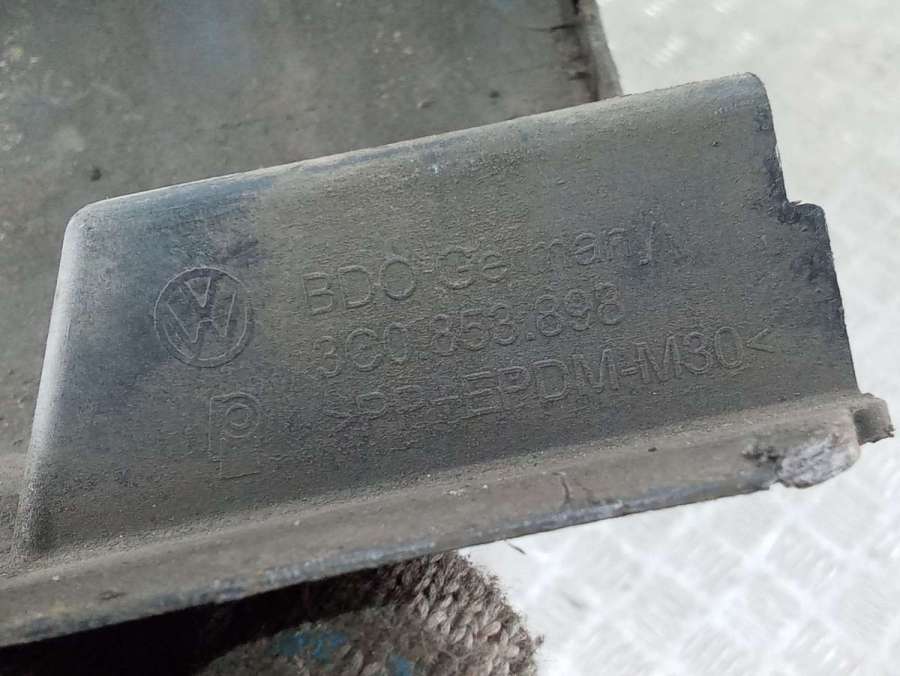 BDO Germany
3C0.853.898
>PP-EPDM-M30<
P